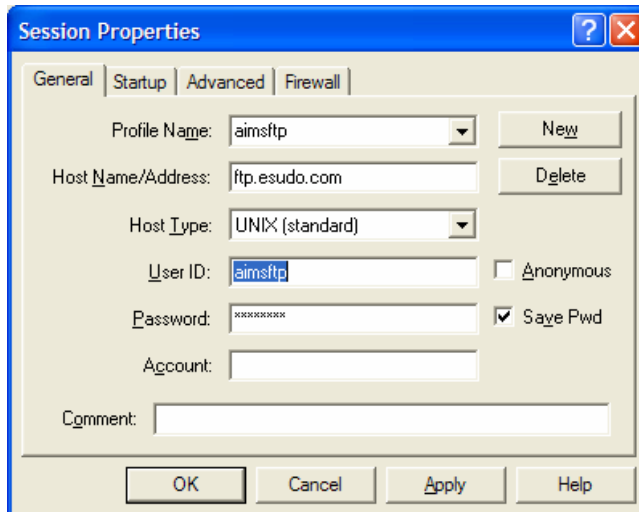 Session Properties
General Startup Advanced Firewall
Profile Name: aimsftp New
Host Name/Address: ftp.esudo.com Delete
Host Type: UNIX (standard)
User ID: aimsftp Anonymous
Password: ******** Save Pwd
Account:
Comment:
OK Cancel Apply Help